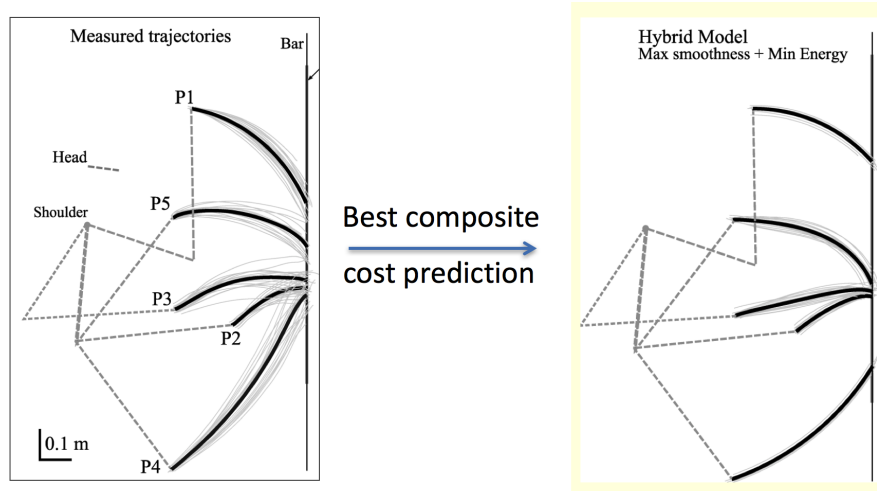 Measured trajectories
Bar
P1
Head
Shoulder
P5
P3
P2
P4
0.1 m
Best composite
cost prediction
Hybrid Model
Max smoothness + Min Energy